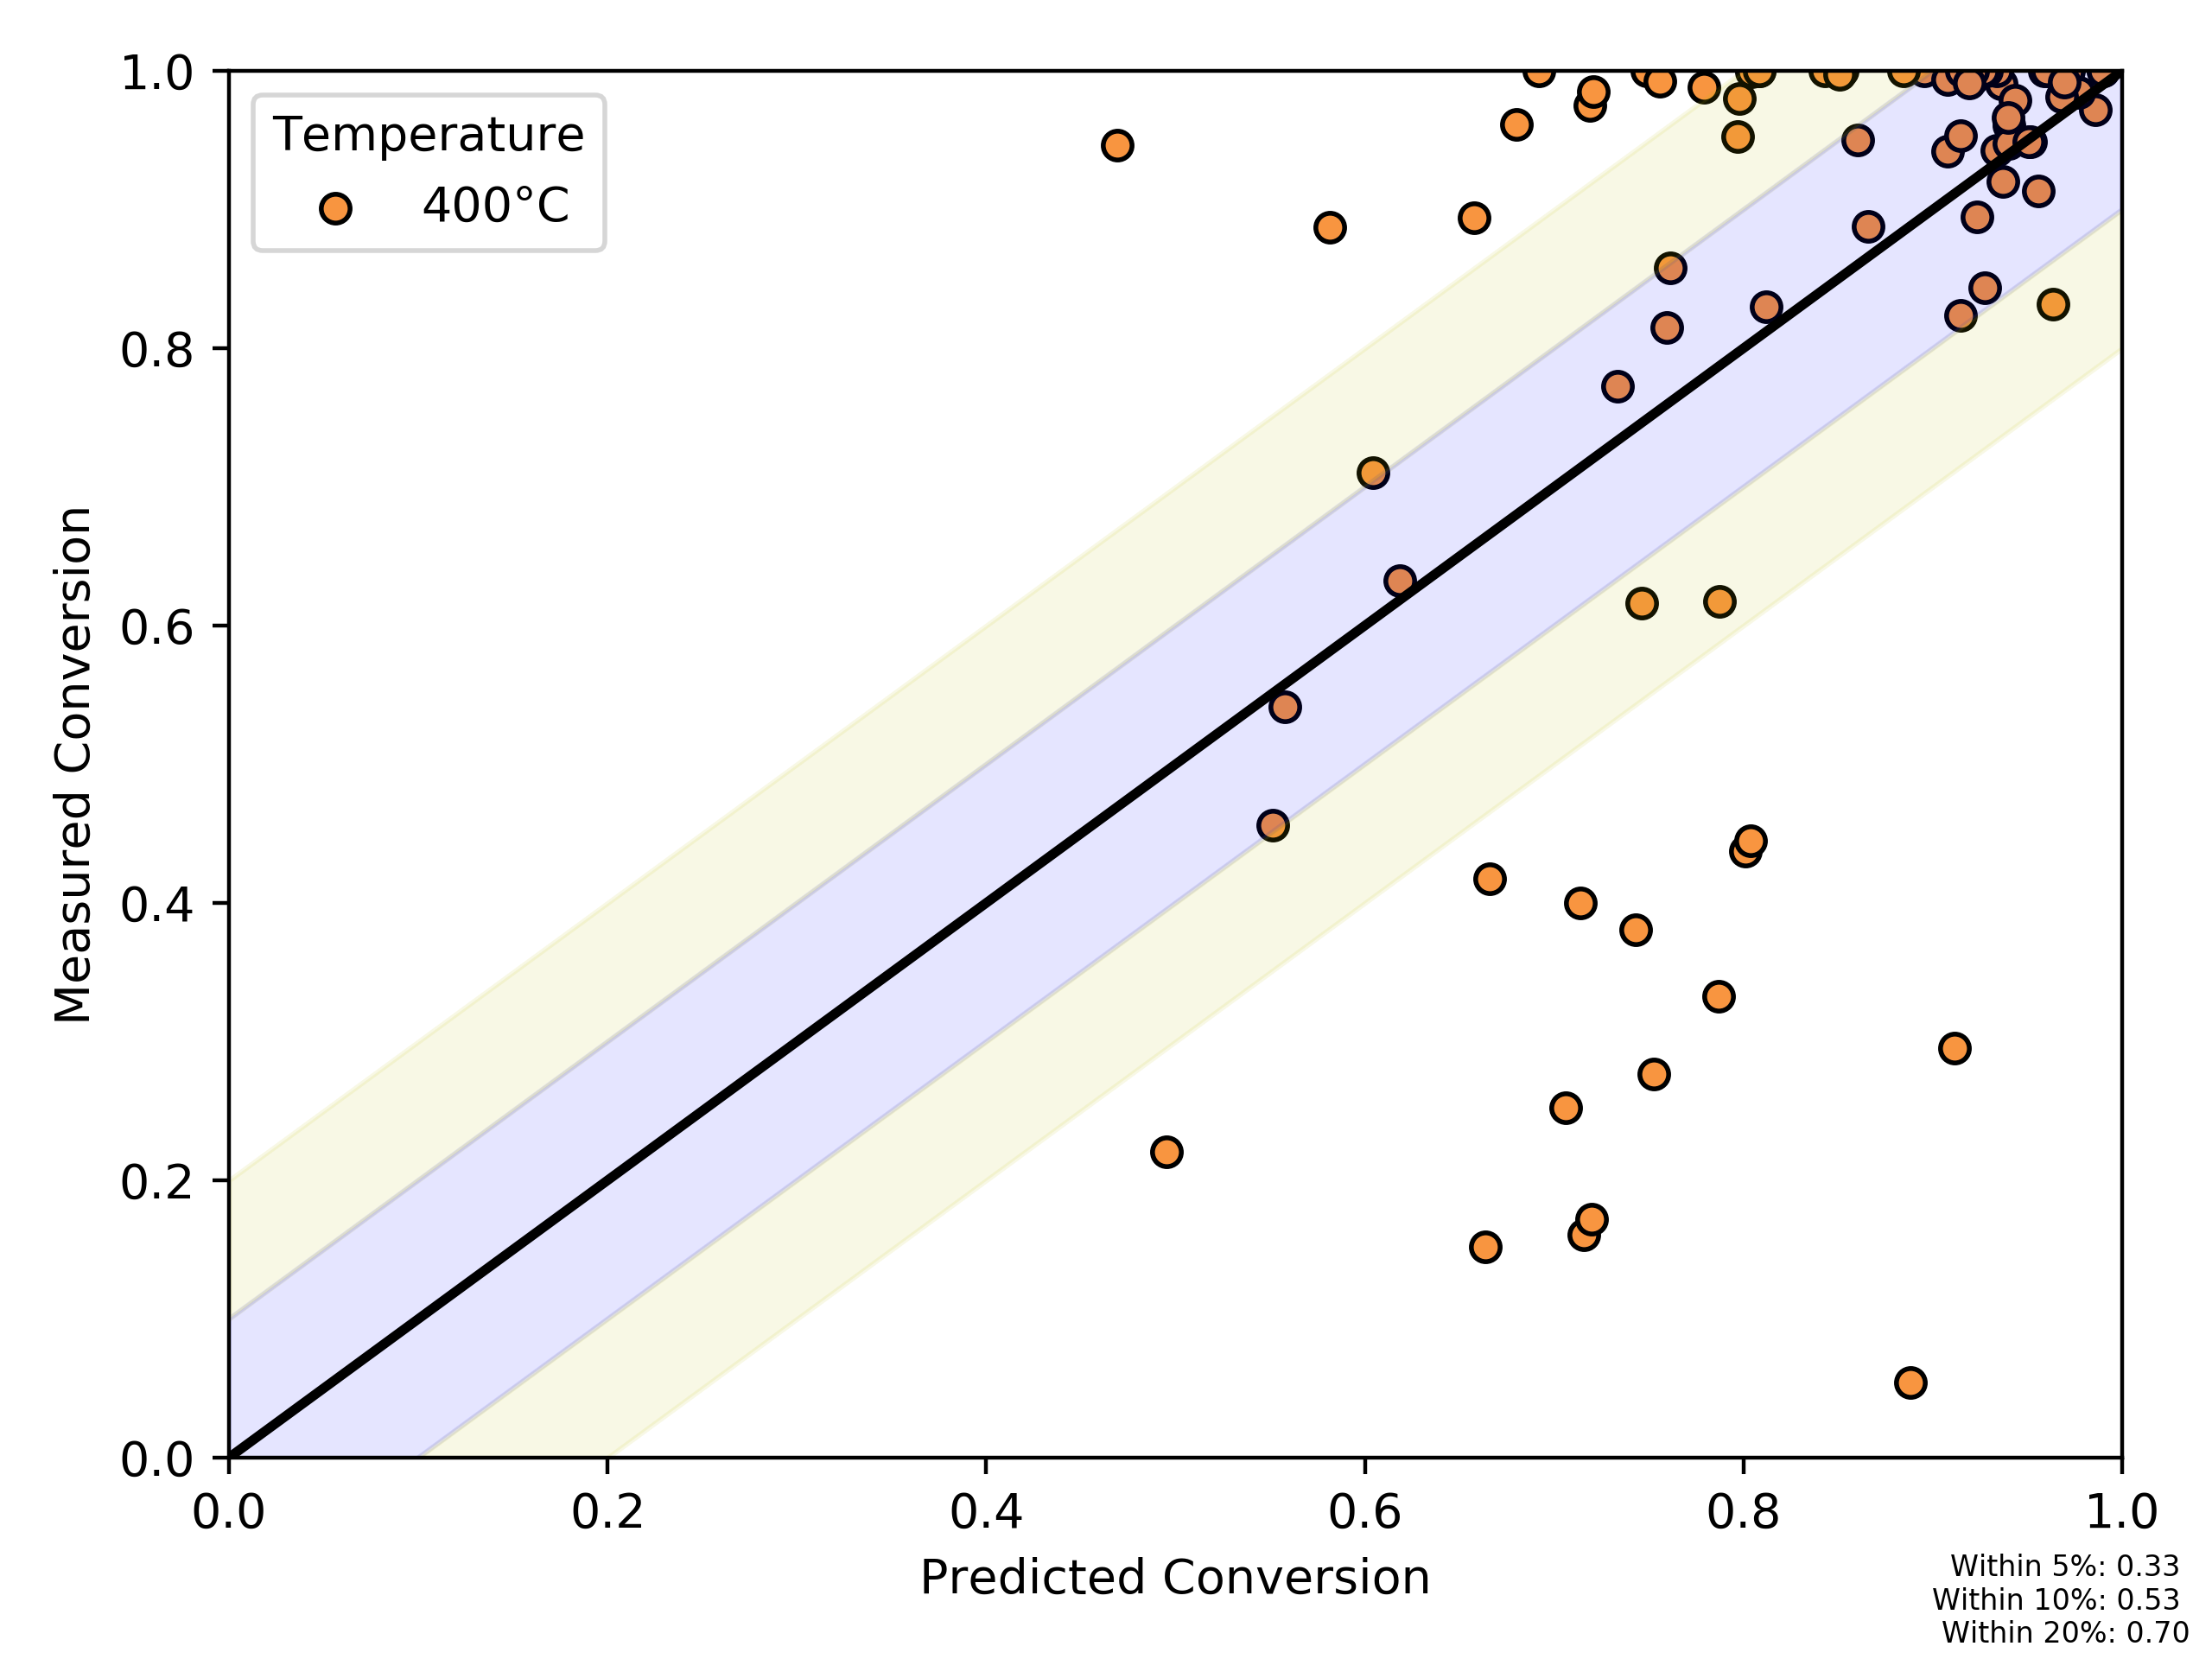 1.0
Temperature
400°C
0.8
0.6
0.4
0.2
0.0
Measured Conversion
0.0 0.2 0.4 0.6 0.8 1.0
Predicted Conversion
Within 5%: 0.33
Within 10%: 0.53
Within 20%: 0.70